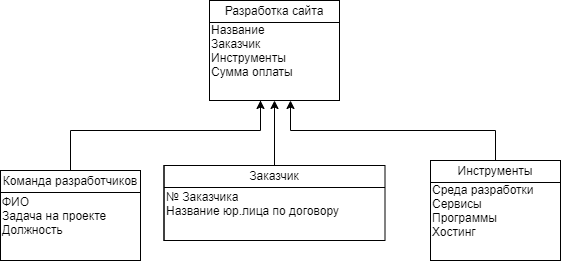 Разработка сайта
Название
Заказчик
Инструменты
Сумма оплаты
Команда разработчиков
ФИО
Задача на проекте
Должность
Заказчик
№ Заказчика
Название юр.лица по договору
Инструменты
Среда разработки
Сервисы
Программы
Хостинг